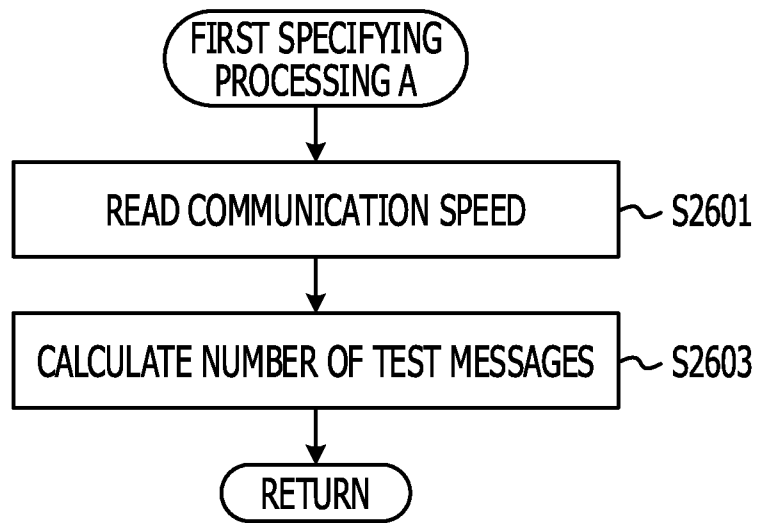 FIRST SPECIFYING
PROCESSING A
READ COMMUNICATION SPEED
S2601
CALCULATE NUMBER OF TEST MESSAGES
S2603
RETURN